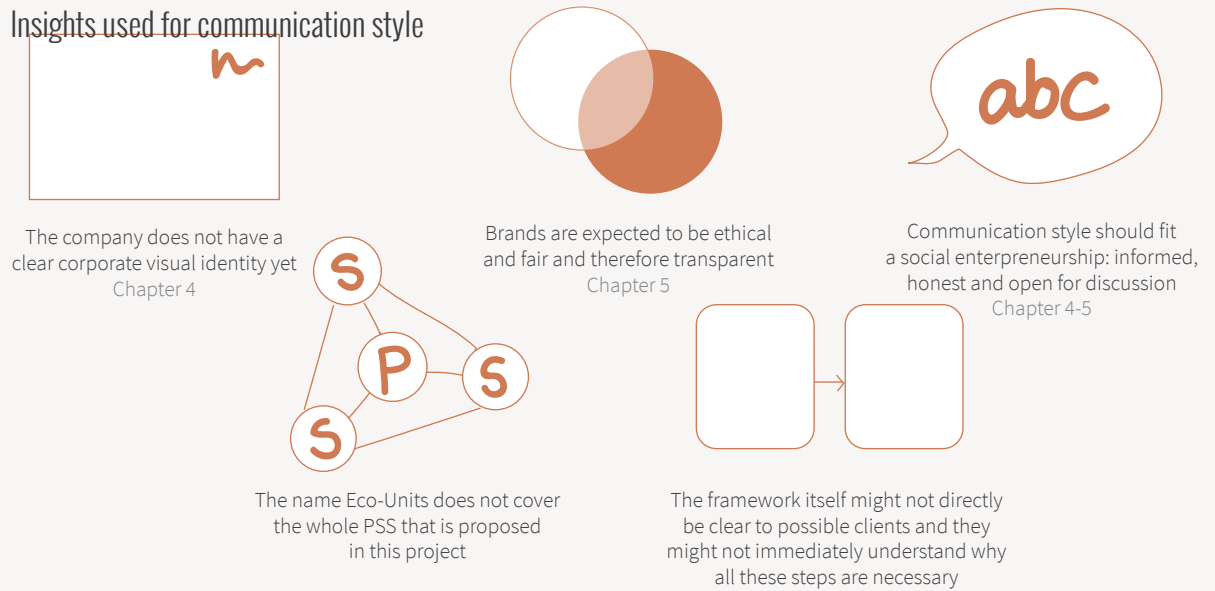 Insights used for communication style
n
The company does not have a
clear corporate visual identity yet
Chapter 4
Brands are expected to be ethical
and fair and therefore transparent
Chapter 5
abc
Communication style should fit
a social enterpreneurship: informed,
honest and open for discussion
Chapter 4-5
S
P
S
S
The name Eco-Units does not cover
the whole PSS that is proposed
in this project
The framework itself might not directly
be clear to possible clients and they
might not immediately understand why
all these steps are necessary